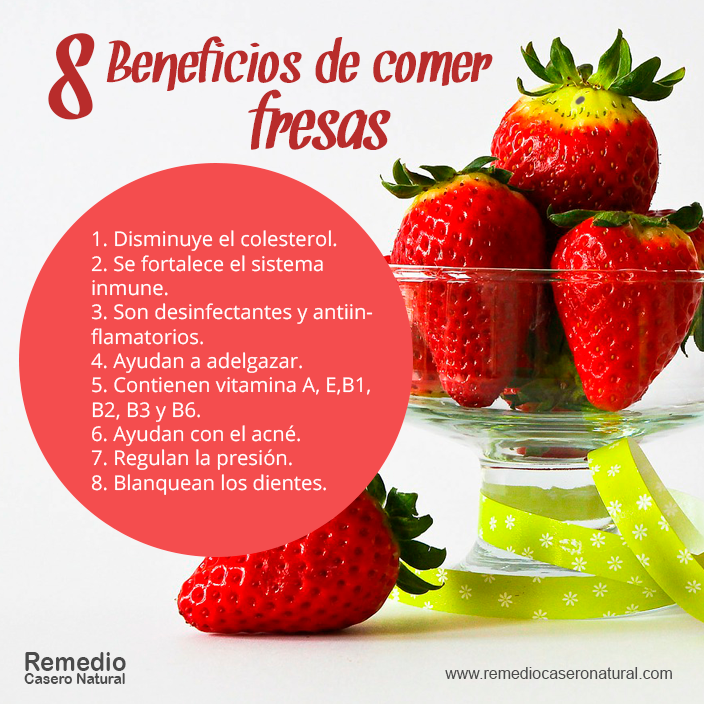 8 Beneficios de comer
fresas
1. Disminuye el colesterol.
2. Se fortalece el sistema
inmune.
3. Son desinfectantes y antiin-
flamatorios.
4. Ayudan a adelgazar.
5. Contienen vitamina A, E,B1,
B2, B3 y B6.
6. Ayudan con el acné.
7. Regulan la presión.
8. Blanquean los dientes.
Remedio
Casero Natural
www.remediocaseronatural.com